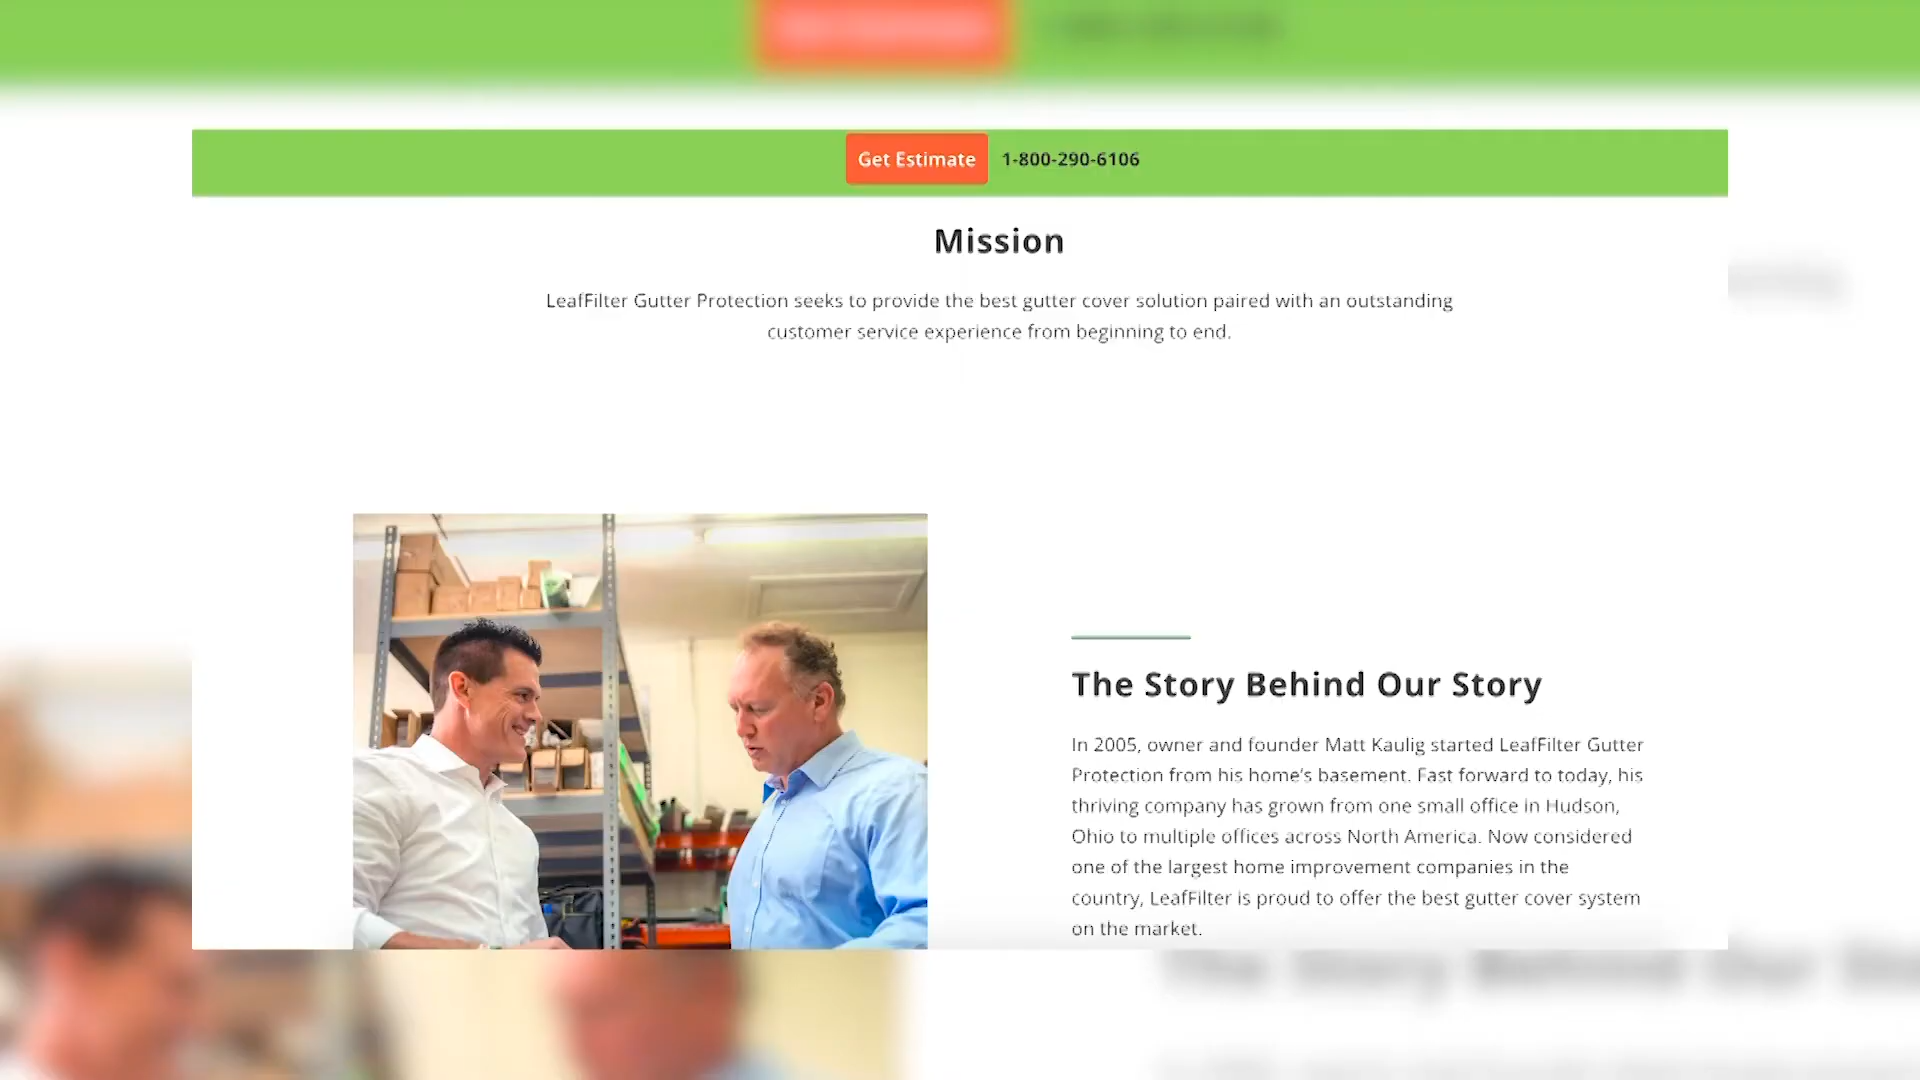 Get Estimate 1-800-290-6106
Mission
LeafFilter Gutter Protection seeks to provide the best gutter cover solution paired with an outstanding
customer service experience from beginning to end.
The Story Behind Our Story
In 2005, owner and founder Matt Kaulig started LeafFilter Gutter
Protection from his home's basement. Fast forward to today, his
thriving company has grown from one small office in Hudson,
Ohio to multiple offices across North America. Now considered
one of the largest home improvement companies in the
country, LeafFilter is proud to offer the best gutter cover system
on the market.